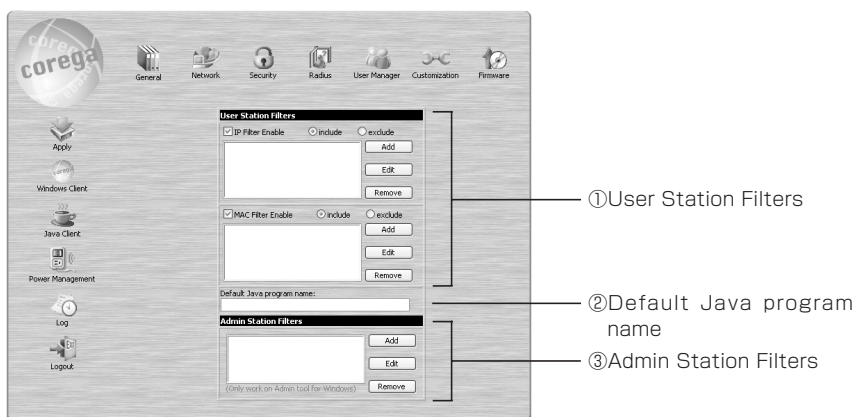 corega
General
Network
Security
Radius
User Manager
Customization
Firmware
Apply
Windows Client
Java Client
Power Management
Log
Logout
User Station Filters
IP Filter Enable include exclude
Add
Edit
Remove
MAC Filter Enable include exclude
Add
Edit
Remove
Default Java program name:
Admin Station Filters
Add
Edit
Remove
(Only work on Admin tool for Windows)
①User Station Filters
②Default Java program
name
③Admin Station Filters